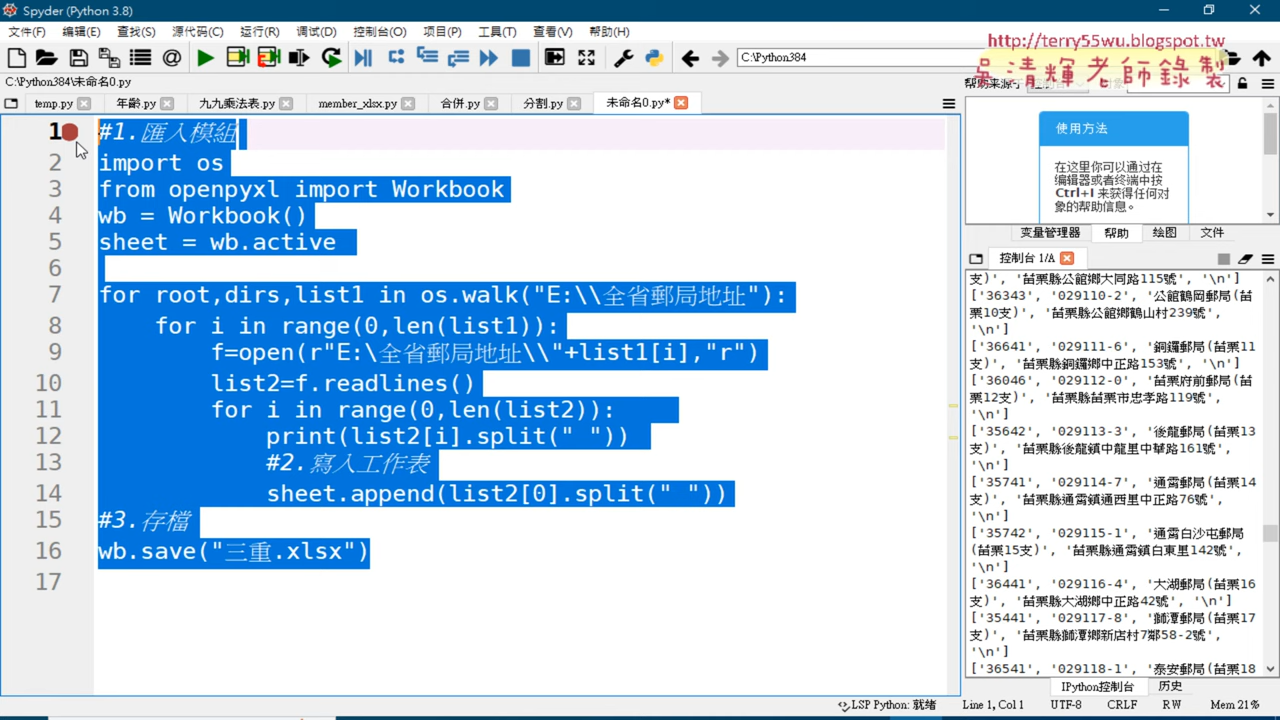 Spyder (Python 3.8)
文件(F) 编辑(E) 查找(S) 源代码(C) 运行(R) 调试(D) 控制台(O) 项目(P) 工具(T) 查看(V) 帮助(H)
http://terry55wu.blogspot.tw
C:\Python384
吳清輝老師錄製
C:\Python384\未命名0.py
帮助来源于
temp.py 年齡.py 九九乘法表.py member_xlsx.py 合併.py 分割.py 未命名0.py*
1 #1.匯入模組
2 import os
3 from openpyxl import Workbook
4 wb = Workbook()
5 sheet = wb.active
6
7 for root,dirs,list1 in os.walk("E:\\全省郵局地址"):
8 for i in range(0,len(list1)):
9 f=open(r"E:\全省郵局地址\\"+list1[i],"r")
10 list2=f.readlines()
11 for i in range(0,len(list2)):
12 print(list2[i].split(" "))
13 #2.寫入工作表
14 sheet.append(list2[0].split(" "))
15 #3.存檔
16 wb.save("三重.xlsx")
17
使用方法
在这里你可以通过在
编辑器或者终端中按
Ctrl+I 来获得任何对
象的帮助信息。
变量管理器 帮助 绘图 文件
控制台 1/A
支)', '苗栗縣公館鄉大同路115號', '\n']
['36343', '029110-2', '公館鶴岡郵局(苗
栗10支)', '苗栗縣公館鄉鶴山村239號',
'\n']
['36641', '029111-6', '銅鑼郵局(苗栗11
支)', '苗栗縣銅鑼鄉中正路153號', '\n']
['36046', '029112-0', '苗栗府前郵局(苗
栗12支)', '苗栗縣苗栗市忠孝路119號',
'\n']
['35642', '029113-3', '後龍郵局(苗栗13
支)', '苗栗縣後龍鎮中龍里中華路161號',
'\n']
['35741', '029114-7', '通霄郵局(苗栗14
支)', '苗栗縣通霄鎮通西里中正路76號',
'\n']
['35742', '029115-1', '通霄白沙屯郵局
(苗栗15支)', '苗栗縣通霄鎮白東里142號',
'\n']
['36441', '029116-4', '大湖郵局(苗栗16
支)', '苗栗縣大湖鄉中正路42號', '\n']
['35441', '029117-8', '獅潭郵局(苗栗17
支)', '苗栗縣獅潭鄉新店村7鄰58-2號',
'\n']
['36541', '029118-1', '泰安郵局(苗栗18
IPython控制台 历史
LSP Python: 就绪 Line 1, Col 1 UTF-8 CRLF RW Mem 21%